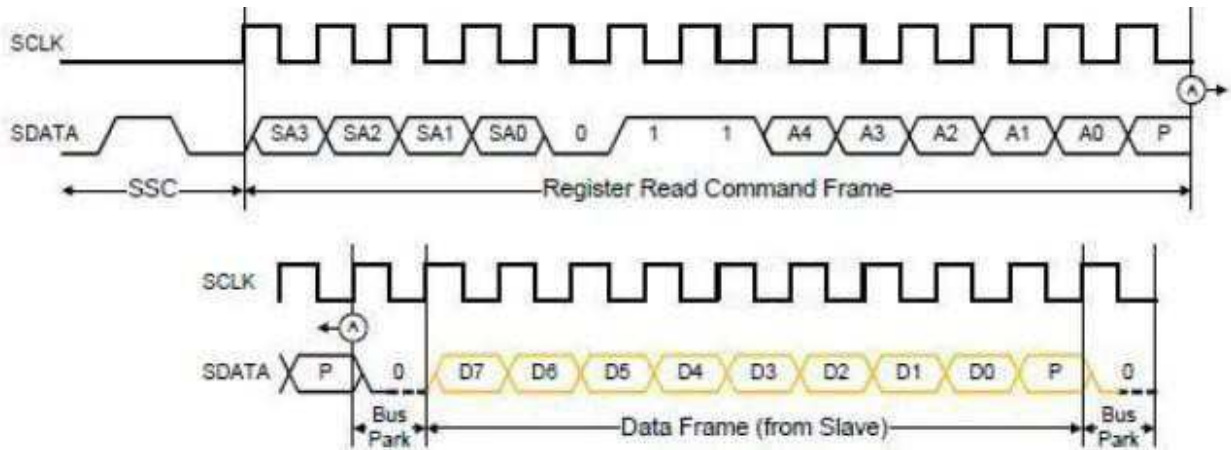 SCLK
A
SDATA SA3 SA2 SA1 SA0 0 1 1 A4 A3 A2 A1 A0 P
SSC Register Read Command Frame
SCLK
A
SDATA P 0 D7 D6 D5 D4 D3 D2 D1 D0 P 0
Bus Park Data Frame (from Slave) Bus Park